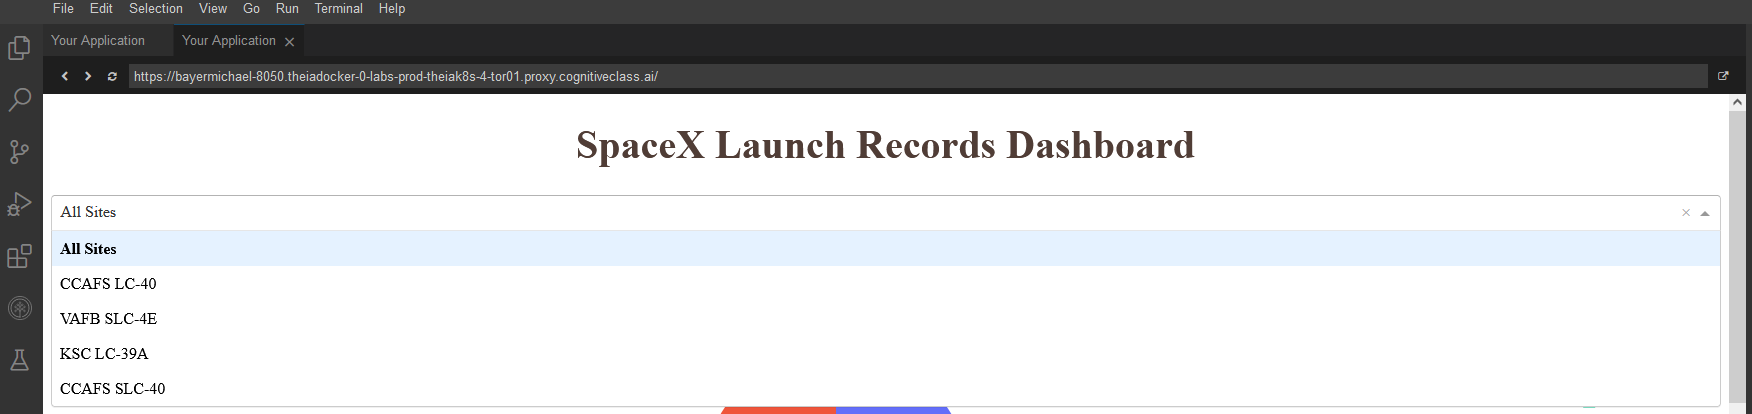 File Edit Selection View Go Run Terminal Help
Your Application Your Application
https://bayermichael-8050.theiadocker-0-labs-prod-theiak8s-4-tor01.proxy.cognitiveclass.ai/
SpaceX Launch Records Dashboard
All Sites
All Sites
CCAFS LC-40
VAFB SLC-4E
KSC LC-39A
CCAFS SLC-40